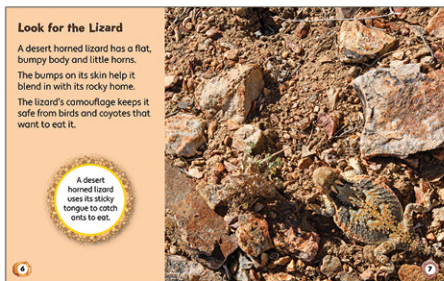 Look for the Lizard
A desert horned lizard has a flat,
bumpy body and little horns.
The bumps on its skin help it
blend in with its rocky home.
The lizard's camouflage keeps it
safe from birds and coyotes that
want to eat it.
A desert
horned lizard
uses its sticky
tongue to catch
ants to eat.
6
7